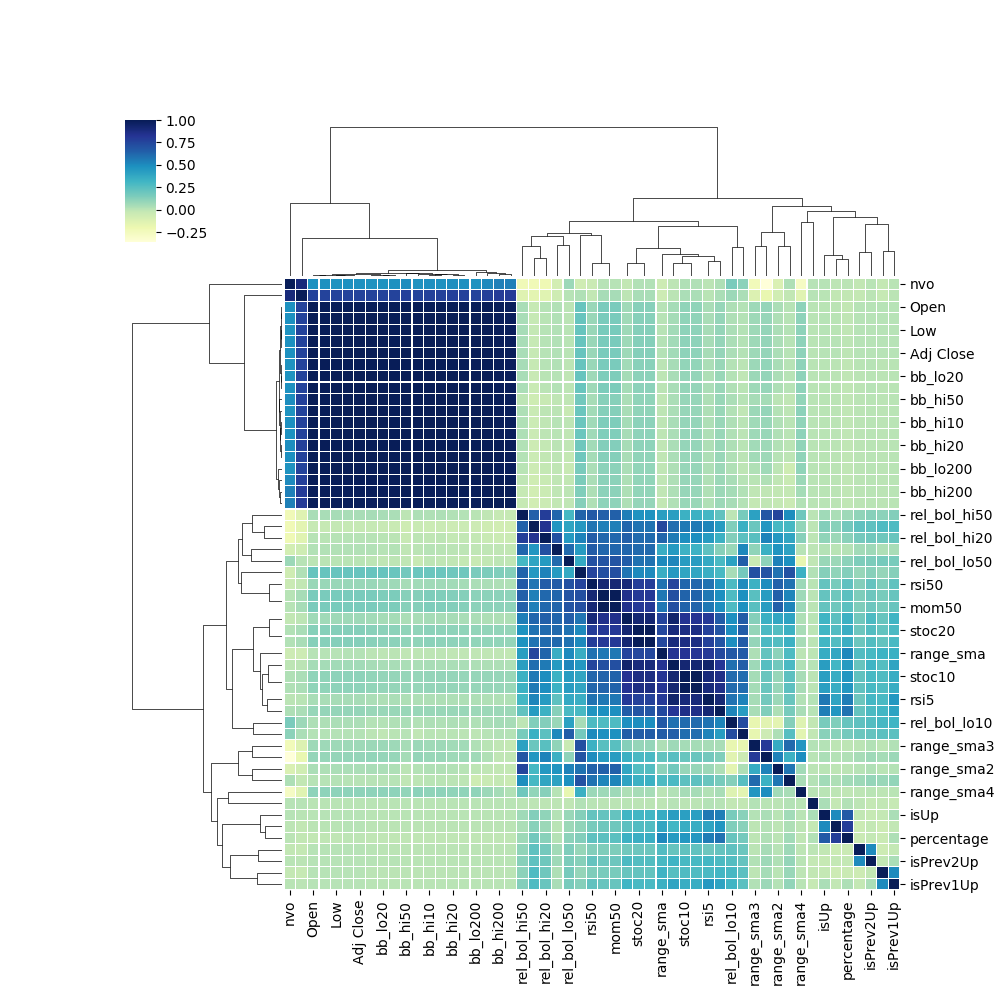 1.00
0.75
0.50
0.25
0.00
−0.25
nvo
Open
Low
Adj Close
bb_lo20
bb_hi50
bb_hi10
bb_hi20
bb_lo200
bb_hi200
rel_bol_hi50
rel_bol_hi20
rel_bol_lo50
rsi50
mom50
stoc20
range_sma
stoc10
rsi5
rel_bol_lo10
range_sma3
range_sma2
range_sma4
isUp
percentage
isPrev2Up
isPrev1Up
nvo
Open
Low
Adj Close
bb_lo20
bb_hi50
bb_hi10
bb_hi20
bb_lo200
bb_hi200
rel_bol_hi50
rel_bol_hi20
rel_bol_lo50
rsi50
mom50
stoc20
range_sma
stoc10
rsi5
rel_bol_lo10
range_sma3
range_sma2
range_sma4
isUp
percentage
isPrev2Up
isPrev1Up